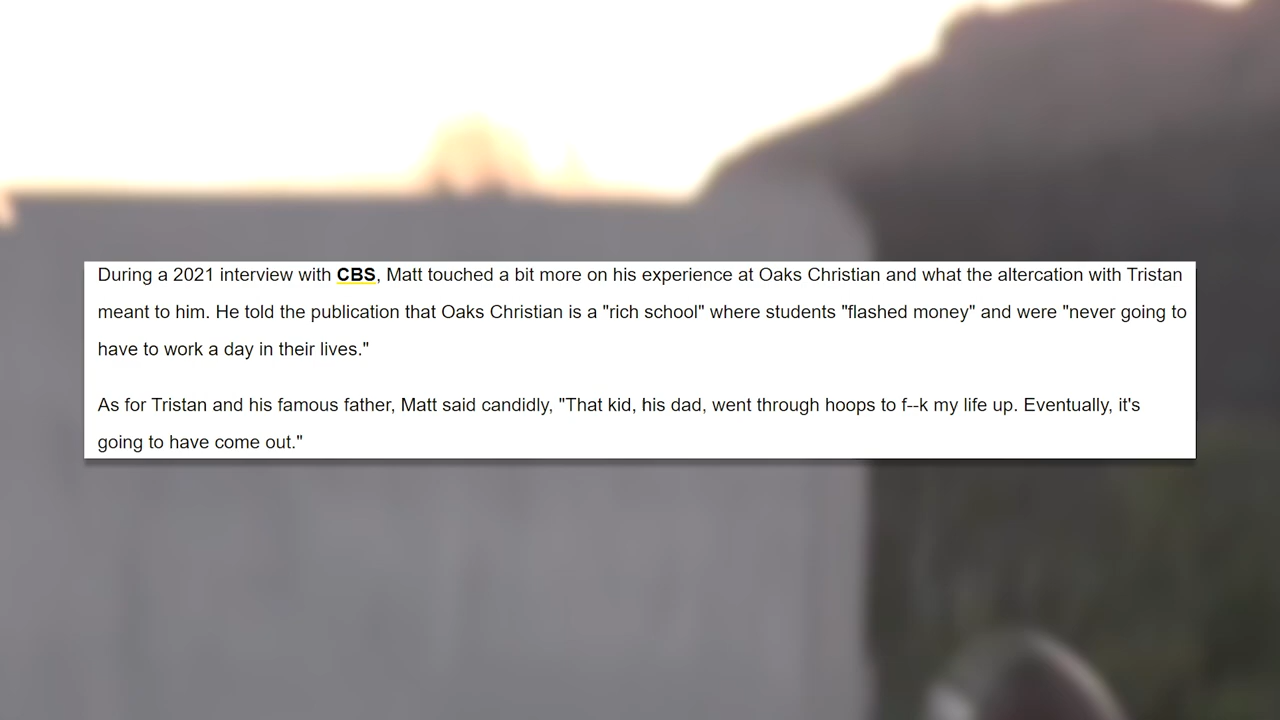 During a 2021 interview with CBS, Matt touched a bit more on his experience at Oaks Christian and what the altercation with Tristan
meant to him. He told the publication that Oaks Christian is a "rich school" where students "flashed money" and were "never going to
have to work a day in their lives."
As for Tristan and his famous father, Matt said candidly, "That kid, his dad, went through hoops to f--k my life up. Eventually, it's
going to have come out."